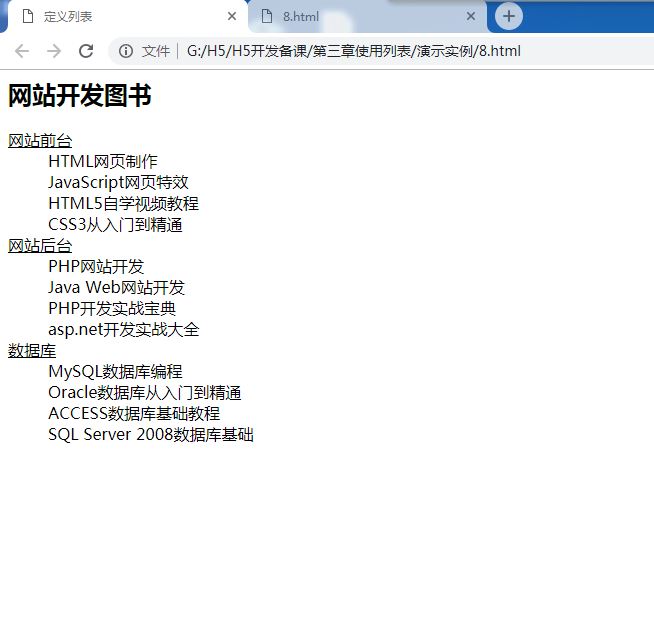 定义列表
8.html
文件
G:/H5/H5开发备课/第三章使用列表/演示实例/8.html
网站开发图书
网站前台
HTML网页制作
JavaScript网页特效
HTML5自学视频教程
CSS3从入门到精通
网站后台
PHP网站开发
Java Web网站开发
PHP开发实战宝典
asp.net开发实战大全
数据库
MySQL数据库编程
Oracle数据库从入门到精通
ACCESS数据库基础教程
SQL Server 2008数据库基础